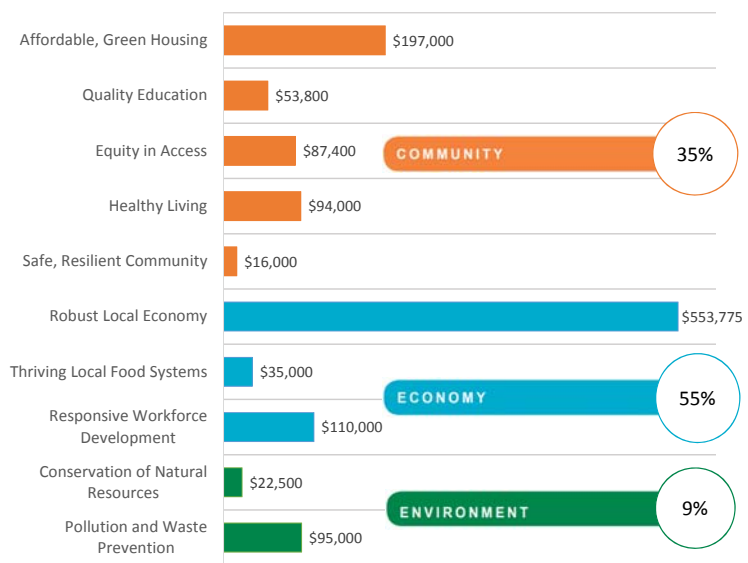 Affordable, Green Housing
$197,000
Quality Education
$53,800
Equity in Access
$87,400
COMMUNITY
35%
Healthy Living
$94,000
Safe, Resilient Community
$16,000
Robust Local Economy
$553,775
Thriving Local Food Systems
$35,000
ECONOMY
55%
Responsive Workforce
Development
$110,000
Conservation of Natural
Resources
$22,500
ENVIRONMENT
9%
Pollution and Waste
Prevention
$95,000